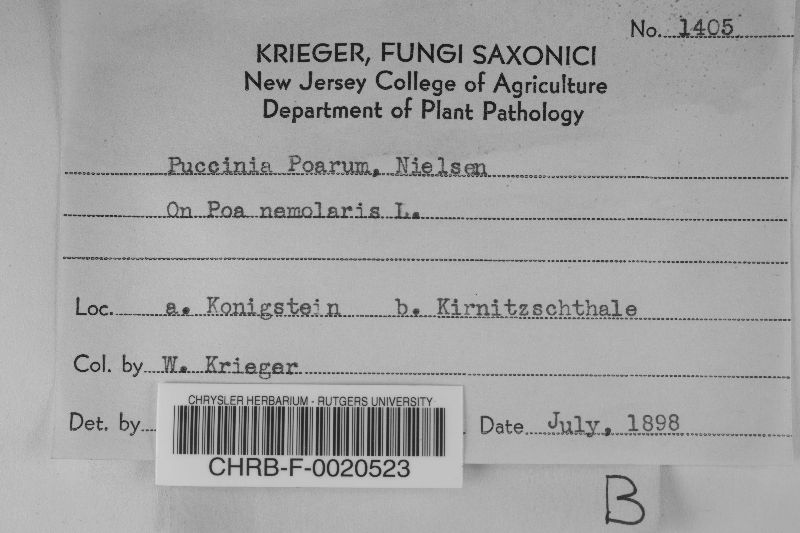 No. 1405
KRIEGER, FUNGI SAXONICI
New Jersey College of Agriculture
Department of Plant Pathology
Puccinia Poarum, Nielsen
On Poa nemolaris L.
Loc. a. Konigstein b. Kirnitzschthale
Col. by W. Krieger
Det. by Date July, 1898
CHRYSLER HERBARIUM - RUTGERS UNIVERSITY
CHRB-F-0020523
B